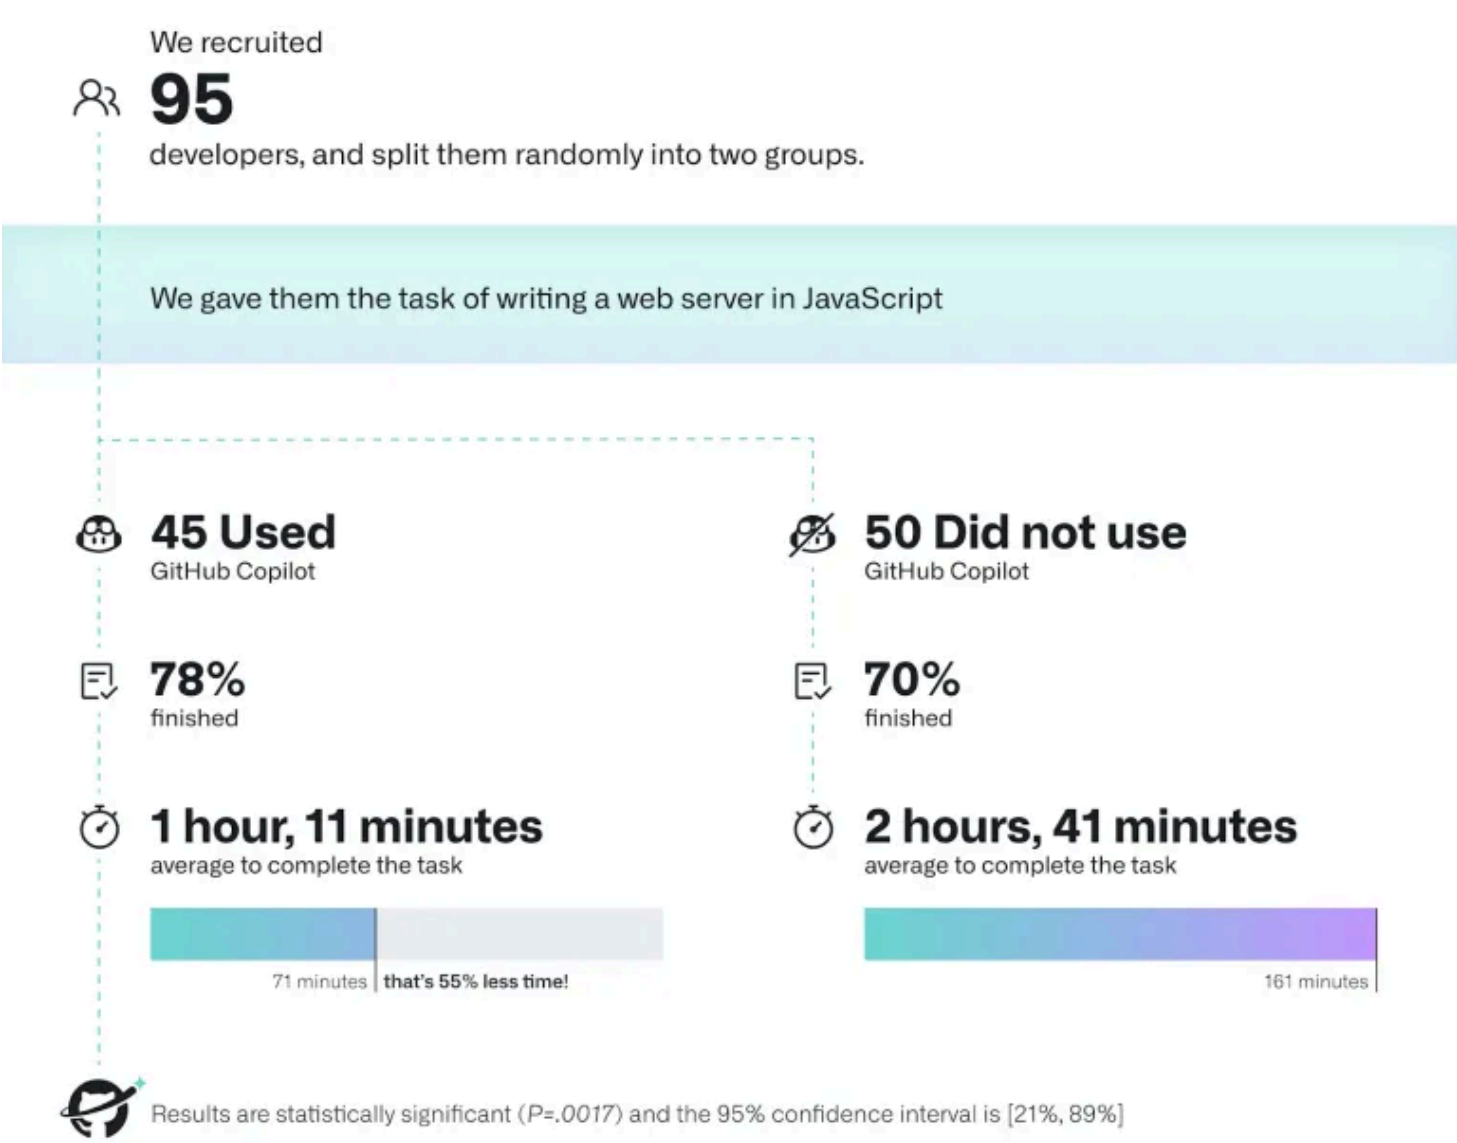 We recruited
95
developers, and split them randomly into two groups.
We gave them the task of writing a web server in JavaScript
45 Used
GitHub Copilot
78%
finished
1 hour, 11 minutes
average to complete the task
71 minutes
that's 55% less time!
50 Did not use
GitHub Copilot
70%
finished
2 hours, 41 minutes
average to complete the task
161 minutes
Results are statistically significant (P=.0017) and the 95% confidence interval is [21%, 89%]